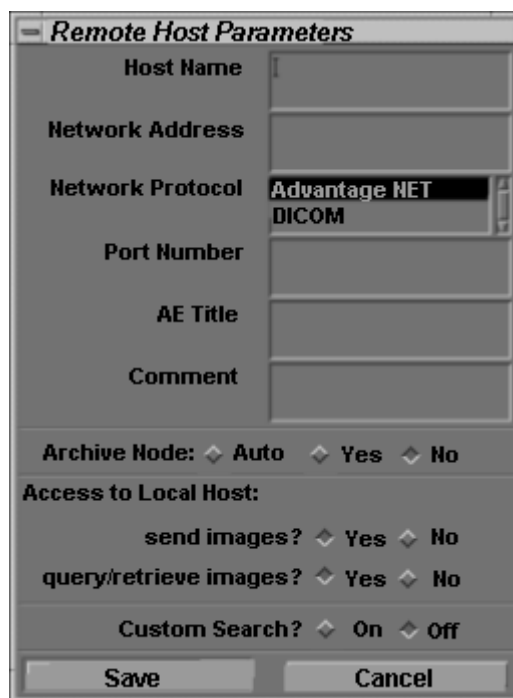 Remote Host Parameters
Host Name
Network Address
Network Protocol Advantage NET
DICOM
Port Number
AE Title
Comment
Archive Node: Auto Yes No
Access to Local Host:
send images? Yes No
query/retrieve images? Yes No
Custom Search? On Off
Save Cancel